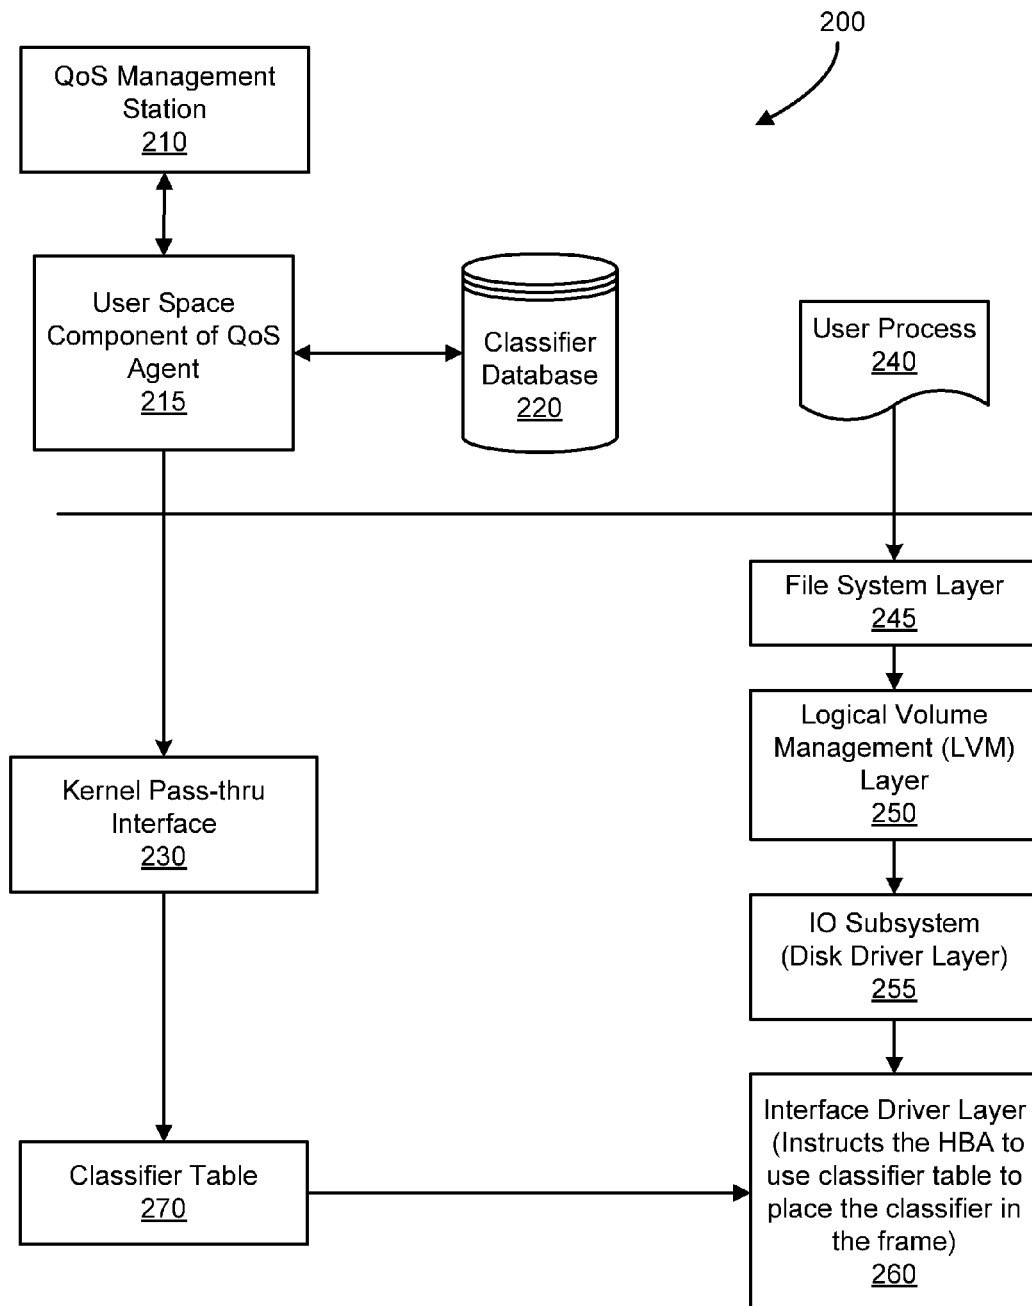 200
QoS Management
Station
210
User Space
Component of QoS
Agent
215
Classifier
Database
220
User Process
240
File System Layer
245
Logical Volume
Management (LVM)
Layer
250
Kernel Pass-thru
Interface
230
IO Subsystem
(Disk Driver Layer)
255
Interface Driver Layer
(Instructs the HBA to
use classifier table to
place the classifier in
the frame)
260
Classifier Table
270